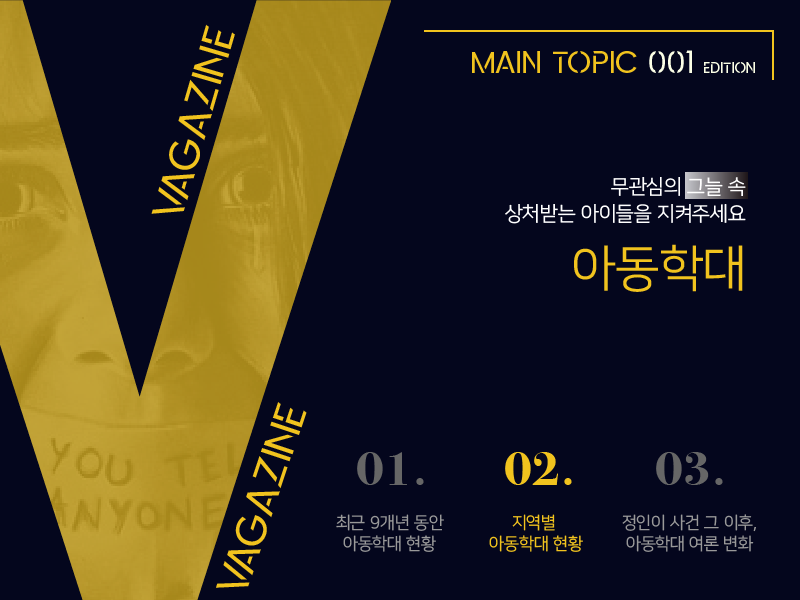 VAGAZINE
MAIN TOPIC 001 EDITION
무관심의 그늘 속
상처받는 아이들을 지켜주세요
아동학대
YOU TEL
ANYONE
VAGAZINE
01.
최근 9개년 동안
아동학대 현황
02.
지역별
아동학대 현황
03.
정인이 사건 그 이후,
아동학대 여론 변화